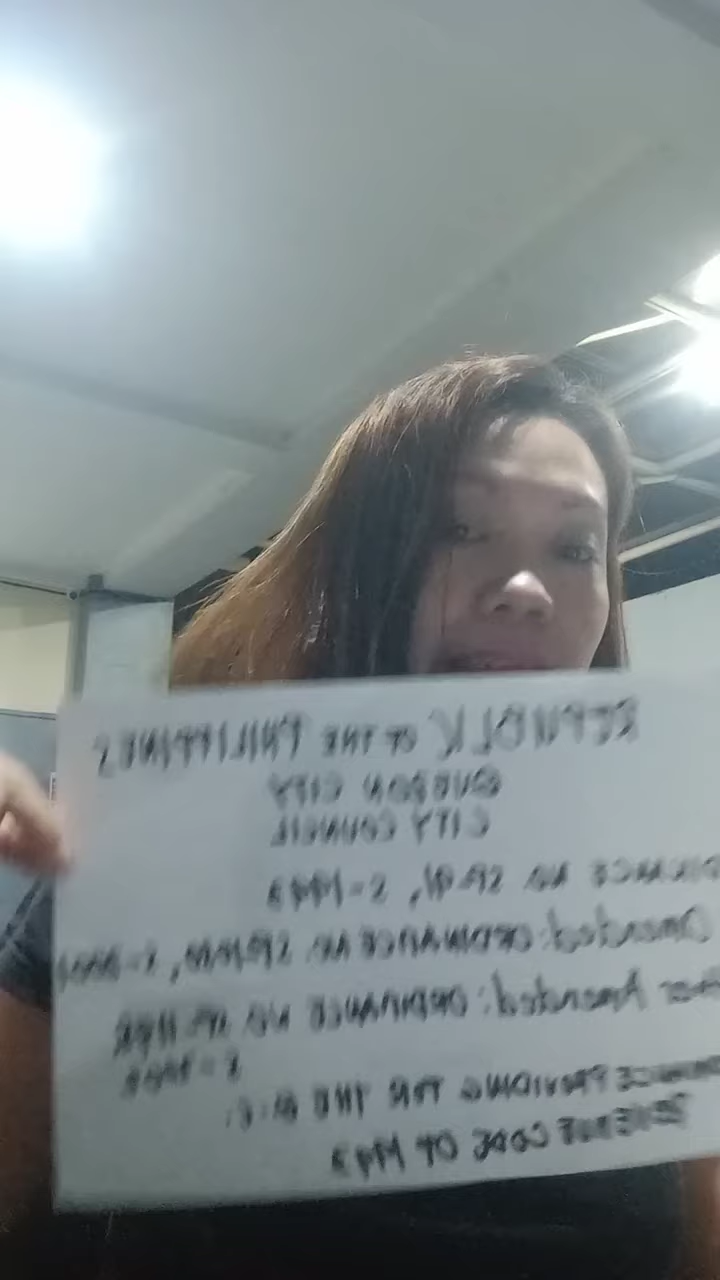 REPUBLIC OF THE PHILIPPINES
QUEZON CITY
CITY COUNCIL
ORDINANCE NO. SP-91, S-1993
Amended: ORDINANCE NO. S-
Amended: ORDINANCE NO.
PROVIDING FOR THE Q.C.
REVENUE CODE OF 1993